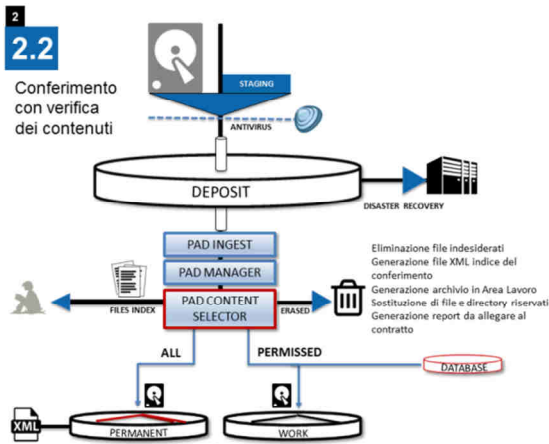 2
2.2
Conferimento
con verifica
dei contenuti
STAGING
ANTIVIRUS
DEPOSIT
DISASTER RECOVERY
PAD INGEST
PAD MANAGER
PAD CONTENT
SELECTOR
FILES INDEX
ERASED
Eliminazione file indesiderati
Generazione file XML indice del
conferimento
Generazione archivio in Area Lavoro
Sostituzione di file e directory riservati
Generazione report da allegare al
contratto
ALL
PERMISSED
DATABASE
XML
PERMANENT
WORK